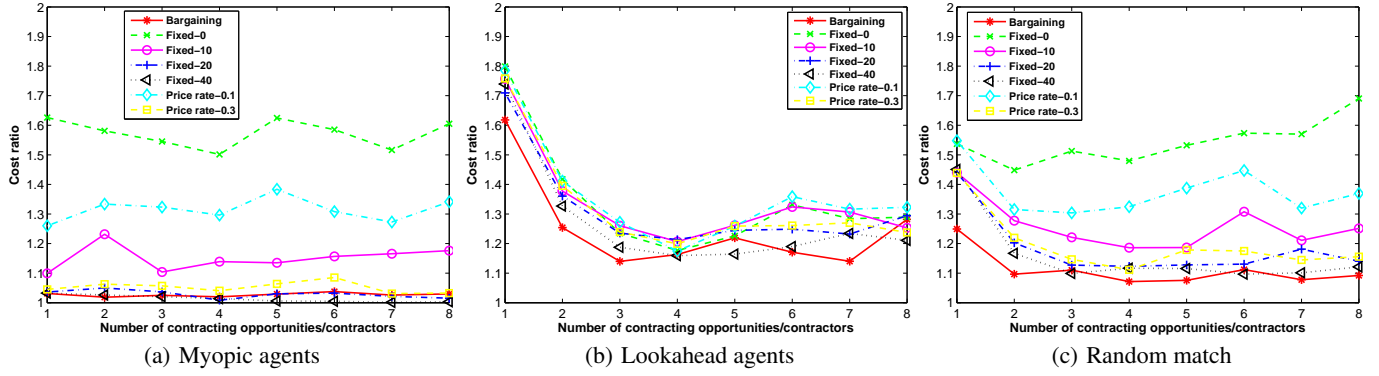 2
1.9
1.8
1.7
1.6
1.5
1.4
1.3
1.2
1.1
1
Cost ratio
Bargaining
Fixed−0
Fixed−10
Fixed−20
Fixed−40
Price rate−0.1
Price rate−0.3
1 2 3 4 5 6 7 8
Number of contracting opportunities/contractors
(a) Myopic agents
2
1.9
1.8
1.7
1.6
1.5
1.4
1.3
1.2
1.1
1
Cost ratio
Bargaining
Fixed−0
Fixed−10
Fixed−20
Fixed−40
Price rate−0.1
Price rate−0.3
1 2 3 4 5 6 7 8
Number of contracting opportunities/contractors
(b) Lookahead agents
2
1.9
1.8
1.7
1.6
1.5
1.4
1.3
1.2
1.1
1
Cost ratio
Bargaining
Fixed−0
Fixed−10
Fixed−20
Fixed−40
Price rate−0.1
Price rate−0.3
1 2 3 4 5 6 7 8
Number of contracting opportunities/contractors
(c) Random match